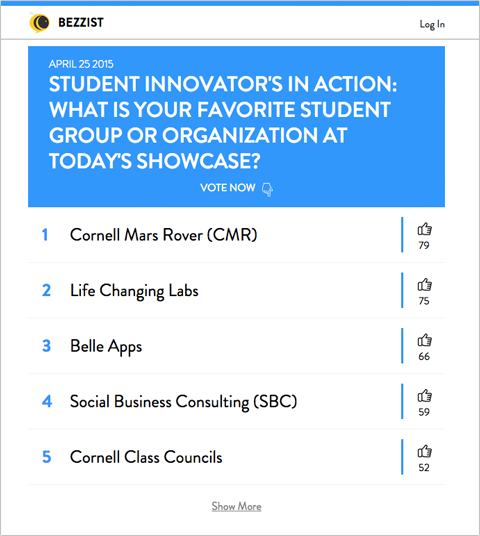 BEZZIST
Log In
APRIL 25 2015
STUDENT INNOVATOR'S IN ACTION:
WHAT IS YOUR FAVORITE STUDENT
GROUP OR ORGANIZATION AT
TODAY'S SHOWCASE?
VOTE NOW
1 Cornell Mars Rover (CMR) 79
2 Life Changing Labs 75
3 Belle Apps 66
4 Social Business Consulting (SBC) 59
5 Cornell Class Councils 52
Show More